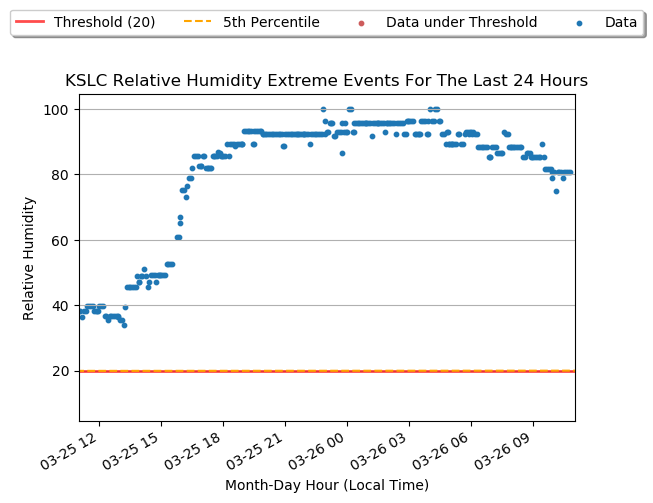 Threshold (20) 5th Percentile Data under Threshold Data
KSLC Relative Humidity Extreme Events For The Last 24 Hours
100
80
60
40
20
Relative Humidity
03-25 12 03-25 15 03-25 18 03-25 21 03-26 00 03-26 03 03-26 06 03-26 09
Month-Day Hour (Local Time)